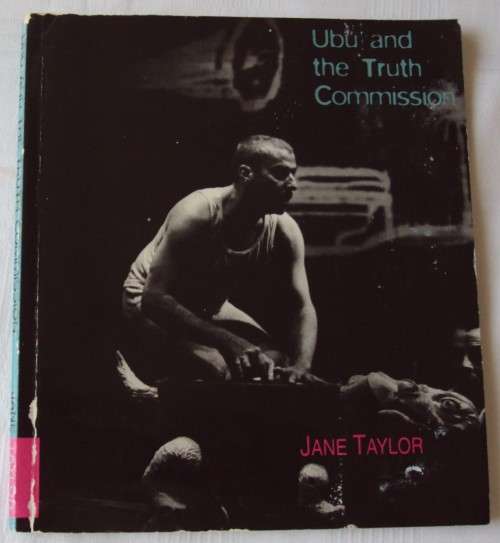 Ubu and
the Truth
Commission
JANE TAYLOR